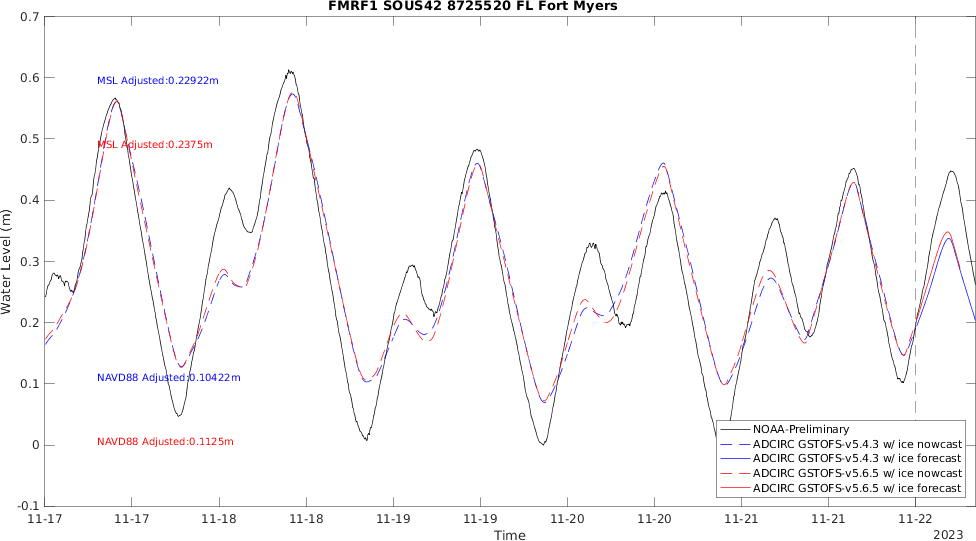 FMRF1 SOUS42 8725520 FL Fort Myers
0.7
0.6
0.5
0.4
0.3
0.2
0.1
0
-0.1
Water Level (m)
MSL Adjusted:0.22922m
MSL Adjusted:0.2375m
NAVD88 Adjusted:0.10422m
NAVD88 Adjusted:0.1125m
NOAA-Preliminary
ADCIRC GSTOFS-v5.4.3 w/ ice nowcast
ADCIRC GSTOFS-v5.4.3 w/ ice forecast
ADCIRC GSTOFS-v5.6.5 w/ ice nowcast
ADCIRC GSTOFS-v5.6.5 w/ ice forecast
11-17 11-17 11-18 11-18 11-19 11-19 11-20 11-20 11-21 11-21 11-22
Time
2023